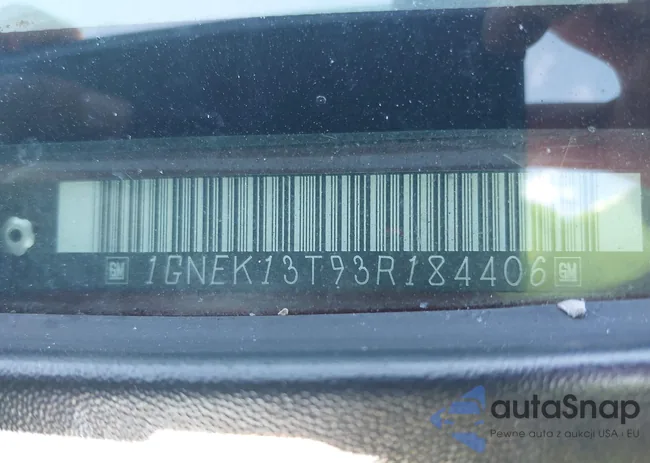 GM 1GNEK13T93R184406 GM
autaSnap
Pewne auta z aukcji USA i EU